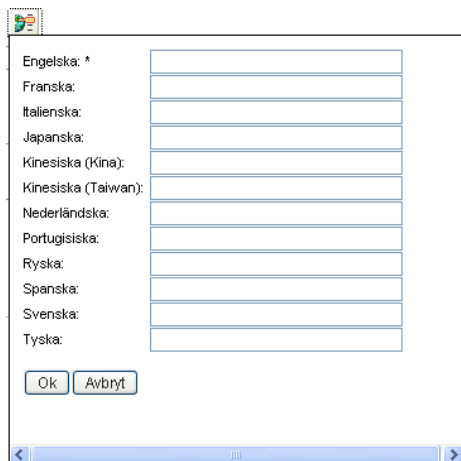 Engelska: *
Franska:
Italienska:
Japanska:
Kinesiska (Kina):
Kinesiska (Taiwan):
Nederländska:
Portugisiska:
Ryska:
Spanska:
Svenska:
Tyska:
Ok Avbryt